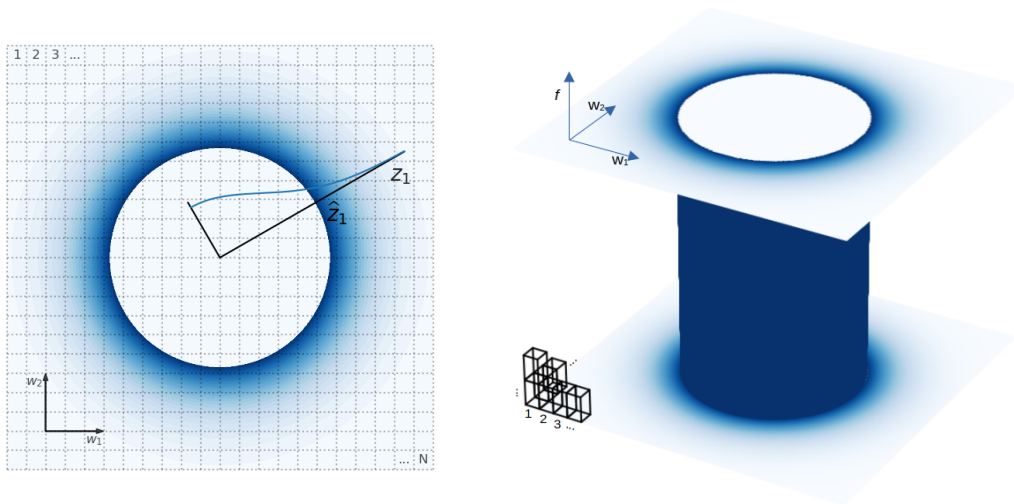 1 2 3 ...
z₁
ẑ₁
w₂
w₁
... N
f
w₂
w₁
...
⋮
1 2 3 ...